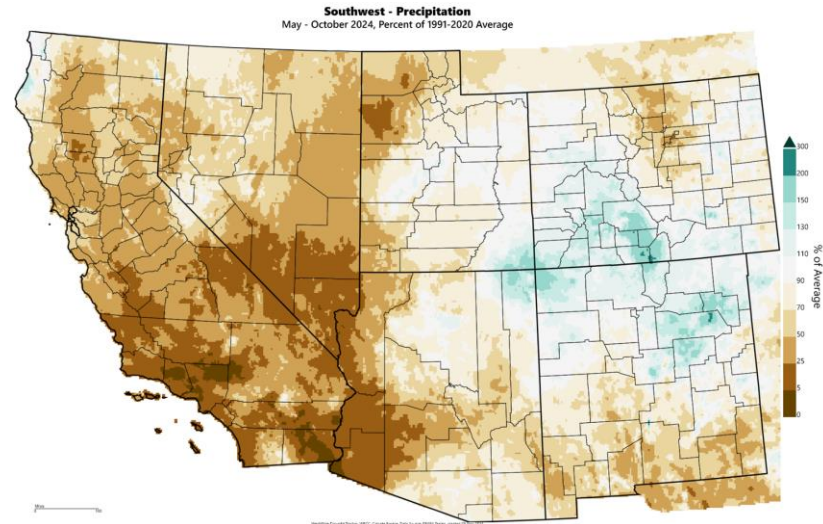 Southwest - Precipitation
May - October 2024, Percent of 1991-2020 Average
300
200
150
130
110
90
70
50
25
5
0
% of Average
Miles